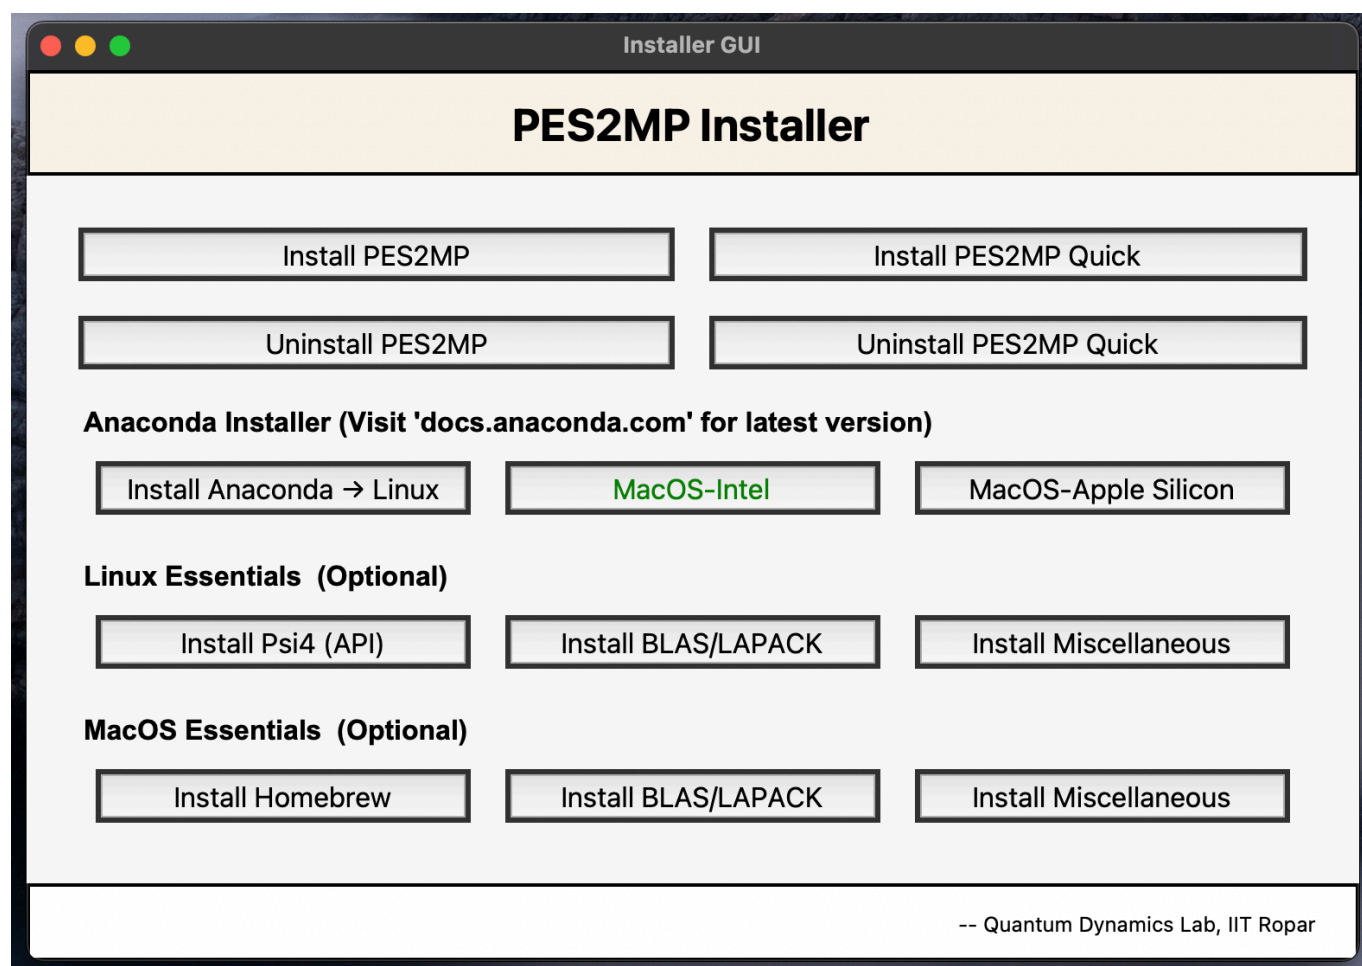 Installer GUI
PES2MP Installer
Install PES2MP
Install PES2MP Quick
Uninstall PES2MP
Uninstall PES2MP Quick
Anaconda Installer (Visit 'docs.anaconda.com' for latest version)
Install Anaconda → Linux
MacOS-Intel
MacOS-Apple Silicon
Linux Essentials  (Optional)
Install Psi4 (API)
Install BLAS/LAPACK
Install Miscellaneous
MacOS Essentials  (Optional)
Install Homebrew
Install BLAS/LAPACK
Install Miscellaneous
-- Quantum Dynamics Lab, IIT Ropar